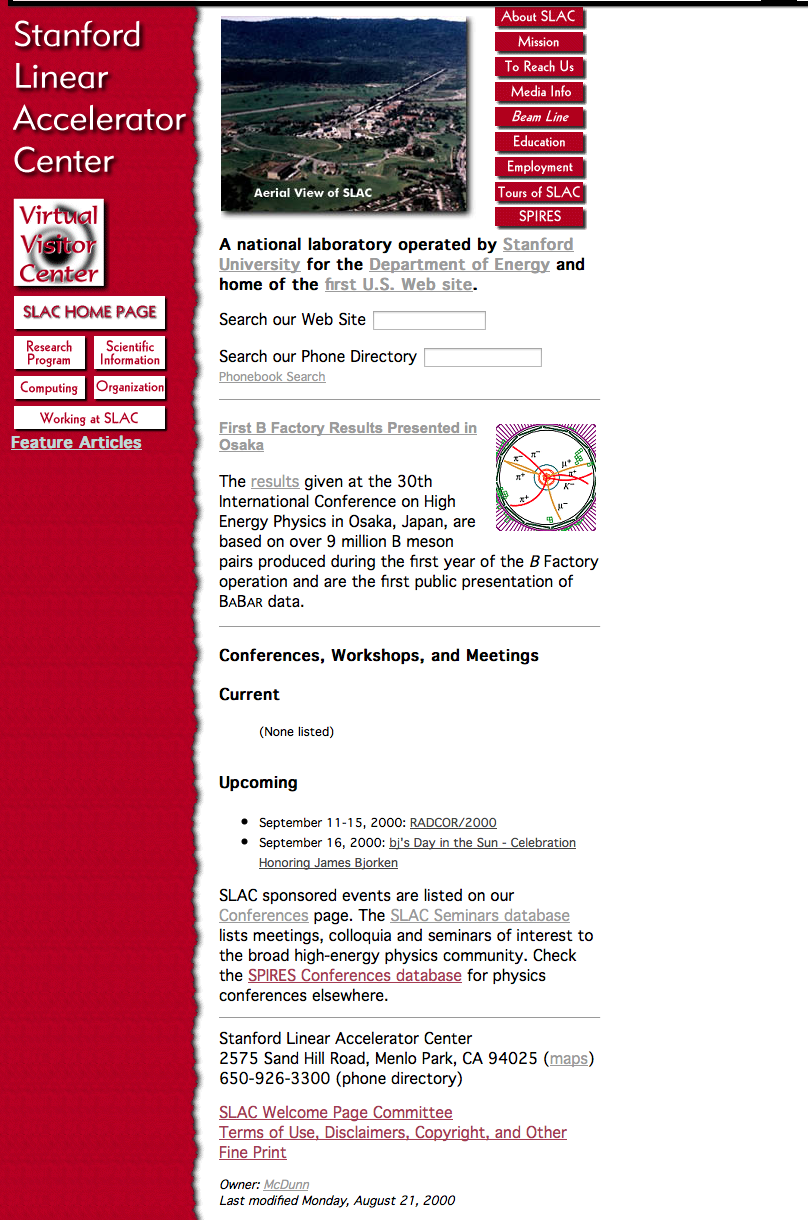 Stanford
Linear
Accelerator
Center
Virtual
Visitor
Center
SLAC HOME PAGE
Research
Program
Scientific
Information
Computing
Organization
Working at SLAC
Feature Articles
Aerial View of SLAC
About SLAC
Mission
To Reach Us
Media Info
Beam Line
Education
Employment
Tours of SLAC
SPIRES
A national laboratory operated by Stanford
University for the Department of Energy and
home of the first U.S. Web site.
Search our Web Site
Search our Phone Directory
Phonebook Search
First B Factory Results Presented in
Osaka
π⁻ π⁻
μ⁺
π⁺ π⁺
K⁻
π⁺ μ⁻
The results given at the 30th
International Conference on High
Energy Physics in Osaka, Japan, are
based on over 9 million B meson
pairs produced during the first year of the B Factory
operation and are the first public presentation of
BABAR data.
Conferences, Workshops, and Meetings
Current
(None listed)
Upcoming
• September 11-15, 2000: RADCOR/2000
• September 16, 2000: bj's Day in the Sun - Celebration
Honoring James Bjorken
SLAC sponsored events are listed on our
Conferences page. The SLAC Seminars database
lists meetings, colloquia and seminars of interest to
the broad high-energy physics community. Check
the SPIRES Conferences database for physics
conferences elsewhere.
Stanford Linear Accelerator Center
2575 Sand Hill Road, Menlo Park, CA 94025 (maps)
650-926-3300 (phone directory)
SLAC Welcome Page Committee
Terms of Use, Disclaimers, Copyright, and Other
Fine Print
Owner: McDunn
Last modified Monday, August 21, 2000